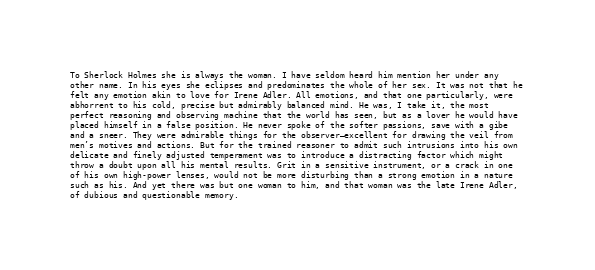 To Sherlock Holmes she is always the woman. I have seldom heard him mention her under any
other name. In his eyes she eclipses and predominates the whole of her sex. It was not that he
felt any emotion akin to love for Irene Adler. All emotions, and that one particularly, were
abhorrent to his cold, precise but admirably balanced mind. He was, I take it, the most
perfect reasoning and observing machine that the world has seen, but as a lover he would have
placed himself in a false position. He never spoke of the softer passions, save with a gibe
and a sneer. They were admirable things for the observer—excellent for drawing the veil from
men's motives and actions. But for the trained reasoner to admit such intrusions into his own
delicate and finely adjusted temperament was to introduce a distracting factor which might
throw a doubt upon all his mental results. Grit in a sensitive instrument, or a crack in one
of his own high-power lenses, would not be more disturbing than a strong emotion in a nature
such as his. And yet there was but one woman to him, and that woman was the late Irene Adler,
of dubious and questionable memory.